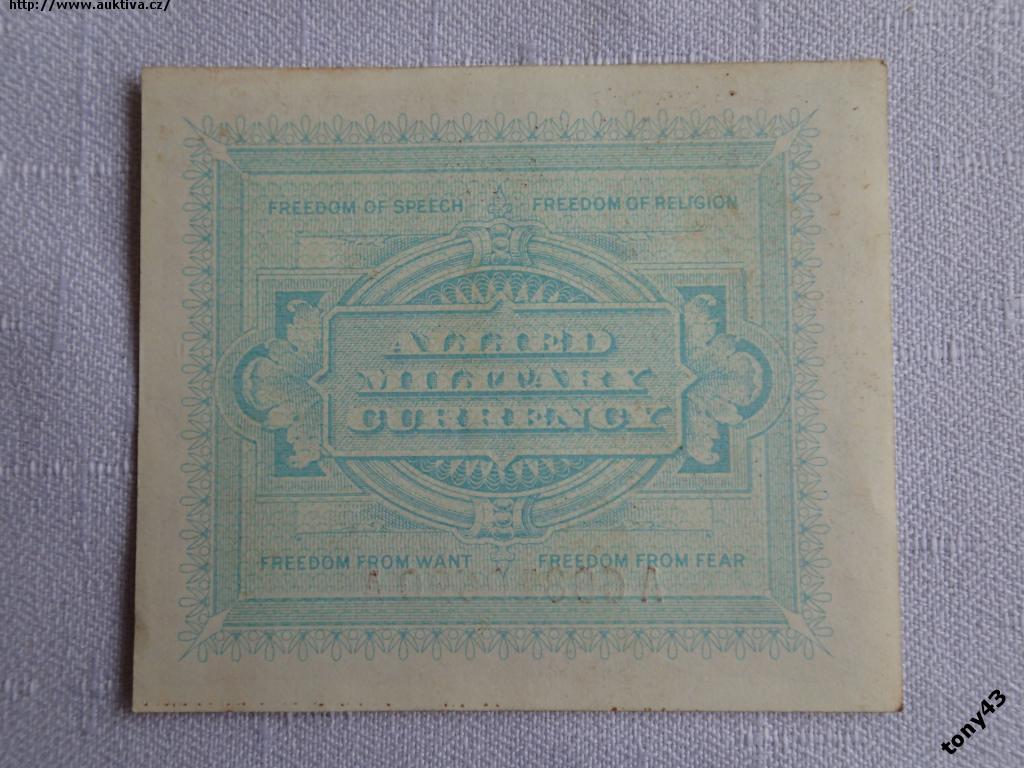 http://www.auktiva.cz/
FREEDOM OF SPEECH FREEDOM OF RELIGION
ALLIED
MILITARY
CURRENCY
FREEDOM FROM WANT FREEDOM FROM FEAR
tony43